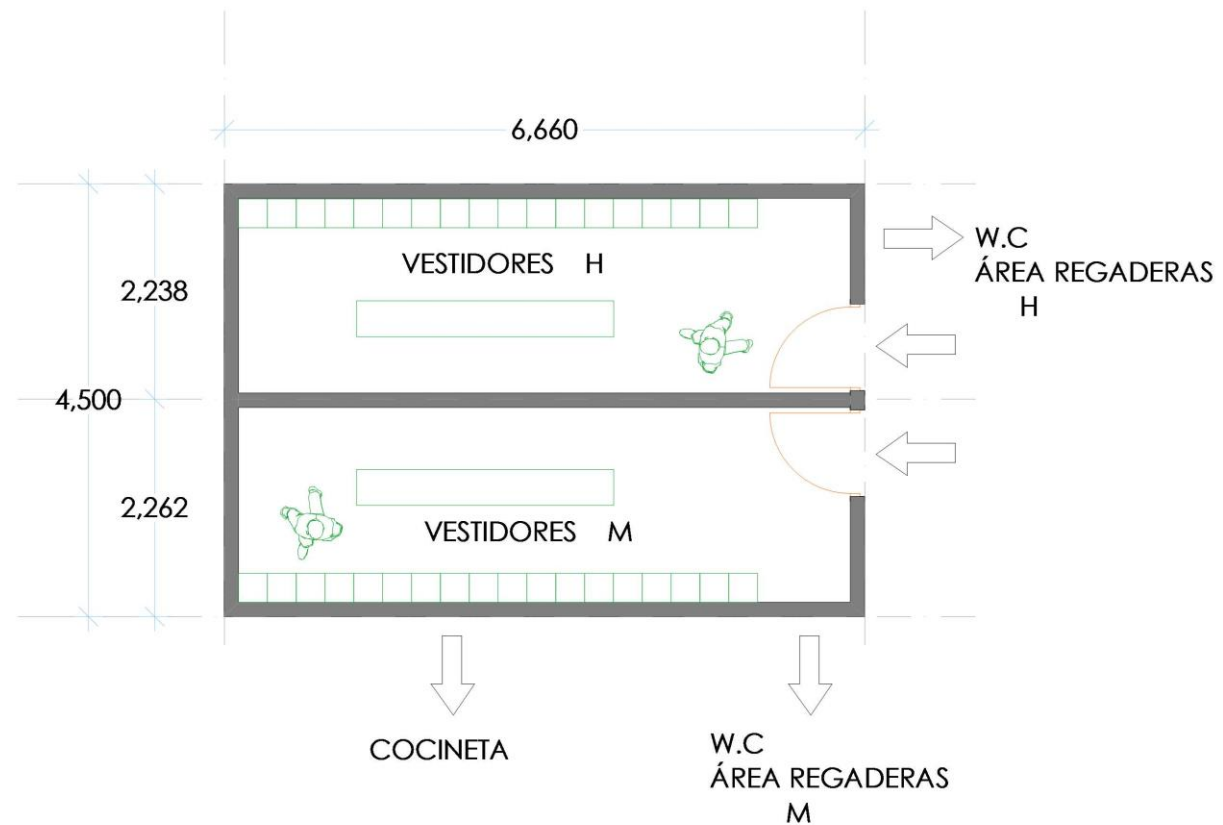 6,660
W.C
ÁREA REGADERAS
H
VESTIDORES H
2,238
4,500
2,262
VESTIDORES M
COCINETA
W.C
ÁREA REGADERAS
M